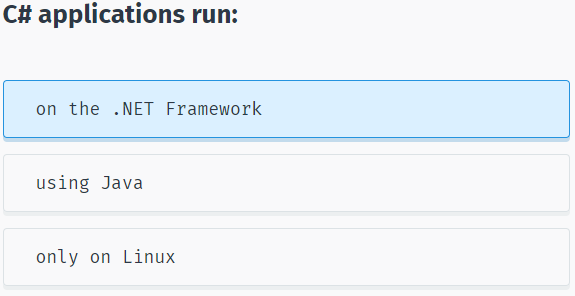 C# applications run:
on the .NET Framework
using Java
only on Linux